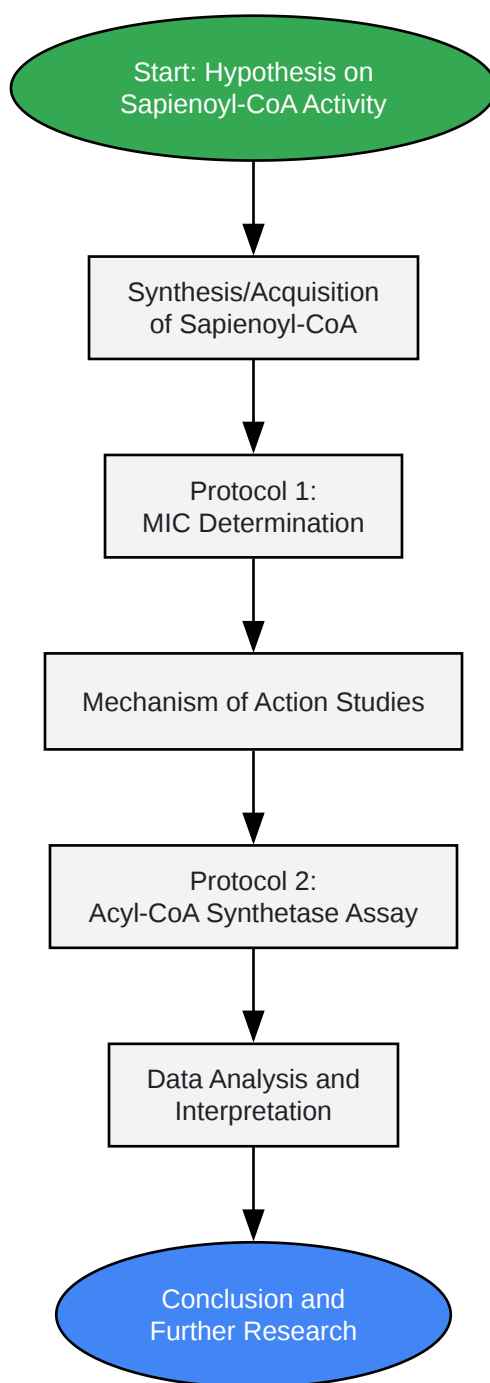 Start: Hypothesis on
Sapienoyl-CoA Activity
Synthesis/Acquisition
of Sapienoyl-CoA
Protocol 1:
MIC Determination
Mechanism of Action Studies
Protocol 2:
Acyl-CoA Synthetase Assay
Data Analysis and
Interpretation
Conclusion and
Further Research